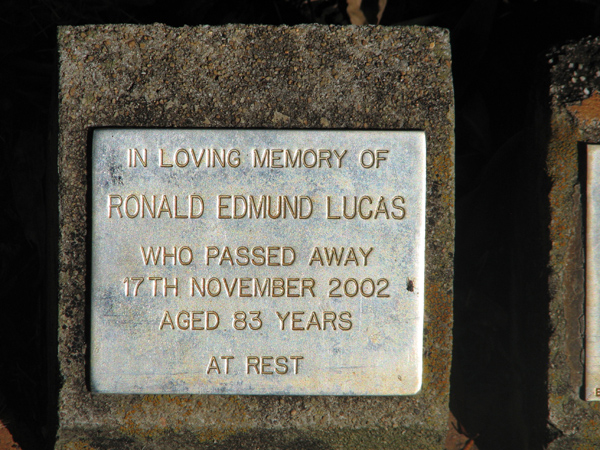 IN LOVING MEMORY OF
RONALD EDMUND LUCAS
WHO PASSED AWAY
17TH NOVEMBER 2002
AGED 83 YEARS
AT REST